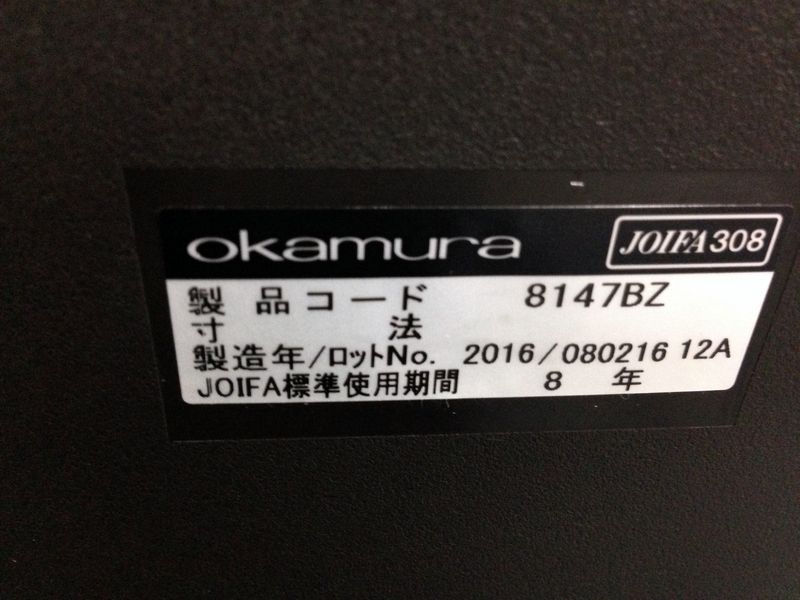 okamura JOIFA308
製品コード 8147BZ
寸法
製造年/ロットNo. 2016/080216 12A
JOIFA標準使用期間 8 年